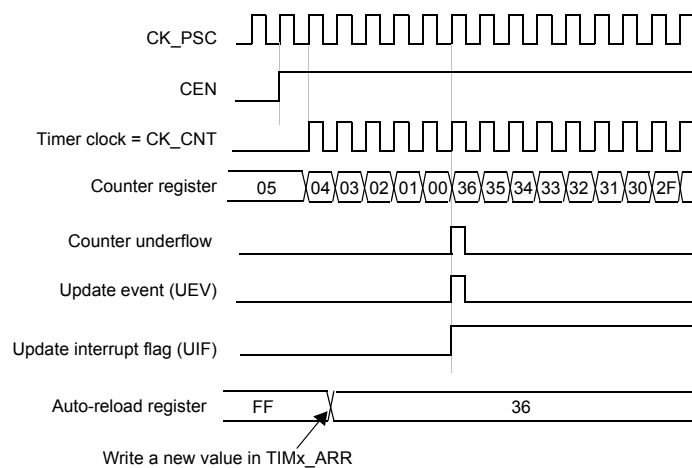 CK_PSC
CEN
Timer clock = CK_CNT
Counter register 05 04 03 02 01 00 36 35 34 33 32 31 30 2F
Counter underflow
Update event (UEV)
Update interrupt flag (UIF)
Auto-reload register FF 36
Write a new value in TIMx_ARR